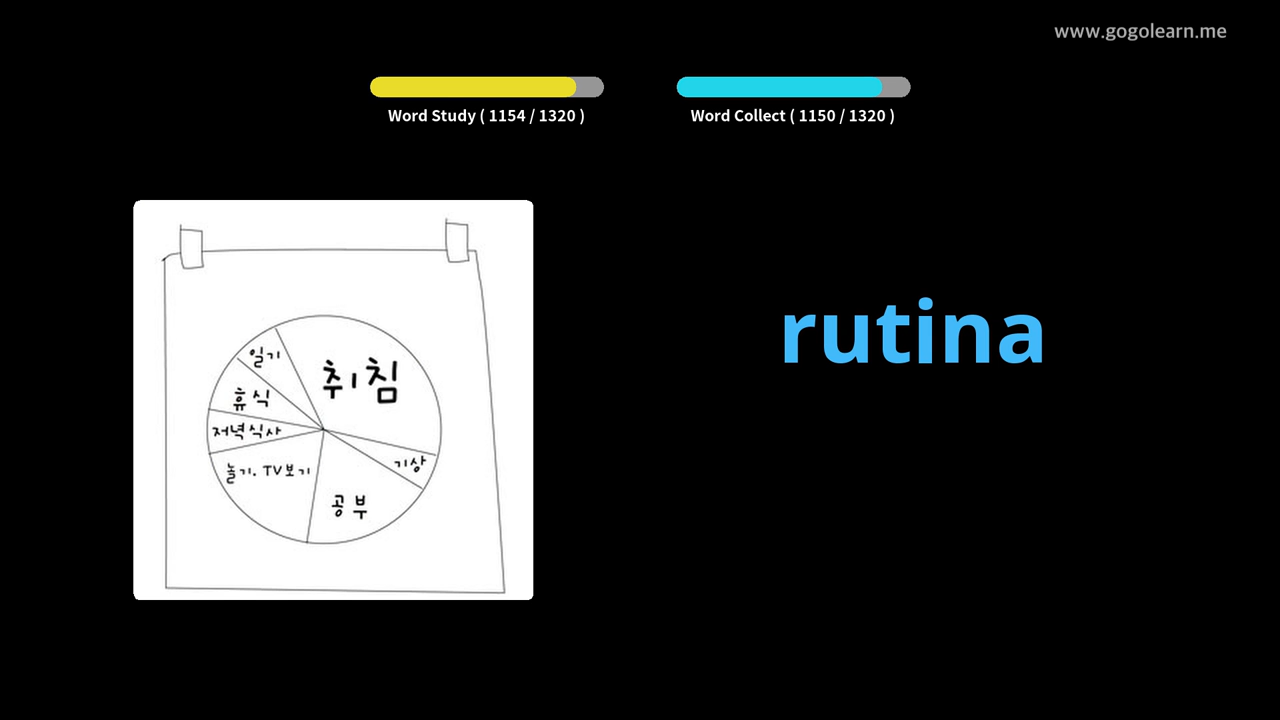 www.gogolearn.me
Word Study ( 1154 / 1320 )
Word Collect ( 1150 / 1320 )
rutina
일기
취침
휴식
저녁식사
기상
놀기. TV보기
공부